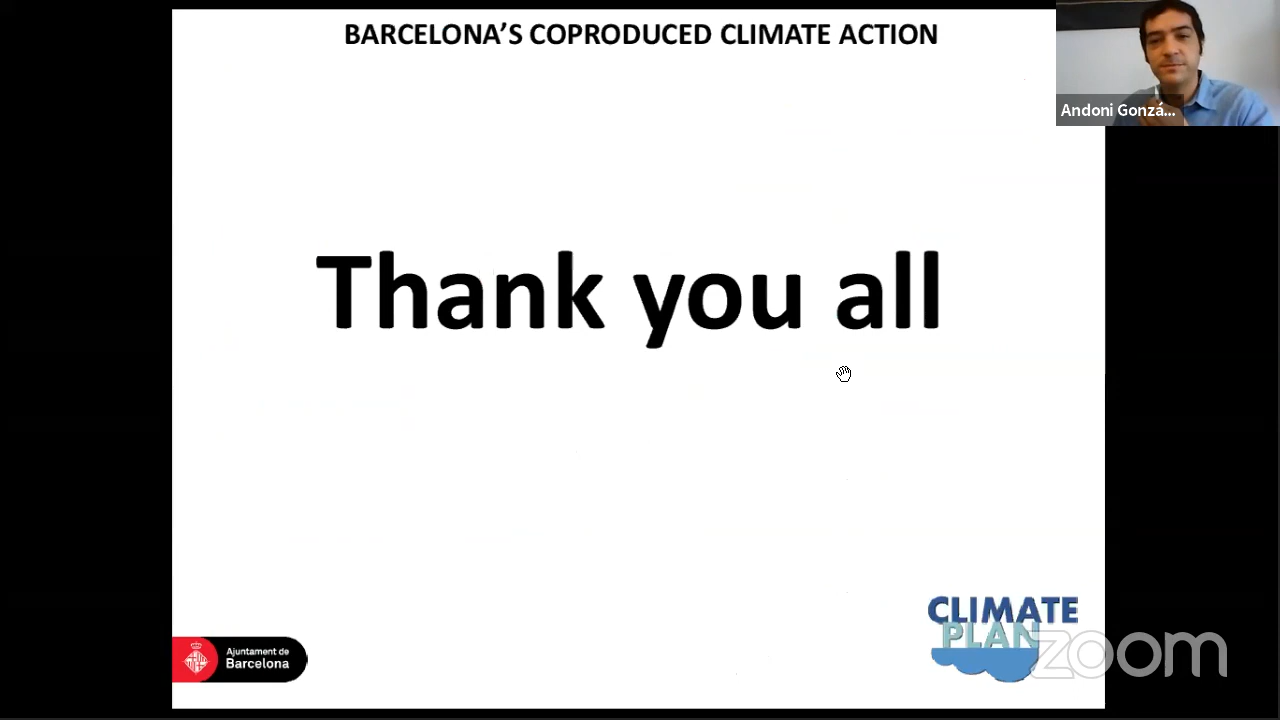 BARCELONA’S COPRODUCED CLIMATE ACTION
Andoni Gonzá...
Thank you all
Ajuntament de
Barcelona
CLIMATE
PLAN
zoom